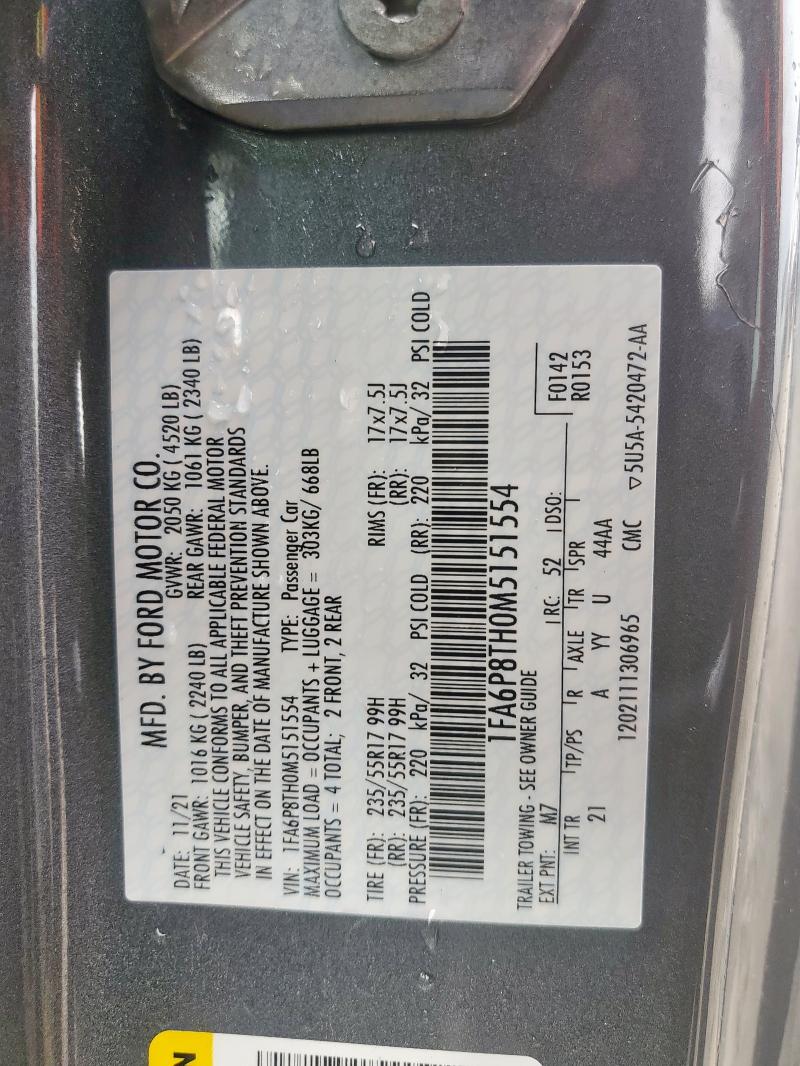 MFD. BY FORD MOTOR CO.
DATE: 11/21 GVWR: 2050 KG ( 4520 LB)
FRONT GAWR: 1016 KG ( 2240 LB) REAR GAWR: 1061 KG ( 2340 LB)
THIS VEHICLE CONFORMS TO ALL APPLICABLE FEDERAL MOTOR
VEHICLE SAFETY, BUMPER, AND THEFT PREVENTION STANDARDS
IN EFFECT ON THE DATE OF MANUFACTURE SHOWN ABOVE.
VIN: 1FA6P8TH0M5151554 TYPE: Passenger Car
MAXIMUM LOAD = OCCUPANTS + LUGGAGE = 303KG/ 668LB
OCCUPANTS = 4 TOTAL; 2 FRONT, 2 REAR
TIRE (FR): 235/55R17 99H RIMS (FR): 17x7.5J
(RR): 235/55R17 99H (RR): 17x7.5J
PRESSURE (FR): 220 kPa/ 32 PSI COLD (RR): 220 kPa/ 32 PSI COLD
1FA6P8TH0M5151554
TRAILER TOWING - SEE OWNER GUIDE
EXT PNT: M7 RC: 52 DSO: F0142
R0153
INT TR TP/PS R AXLE TR SPR
21 A YY U 44AA
1202111306965 CMC ▽5U5A-5420472-AA
N